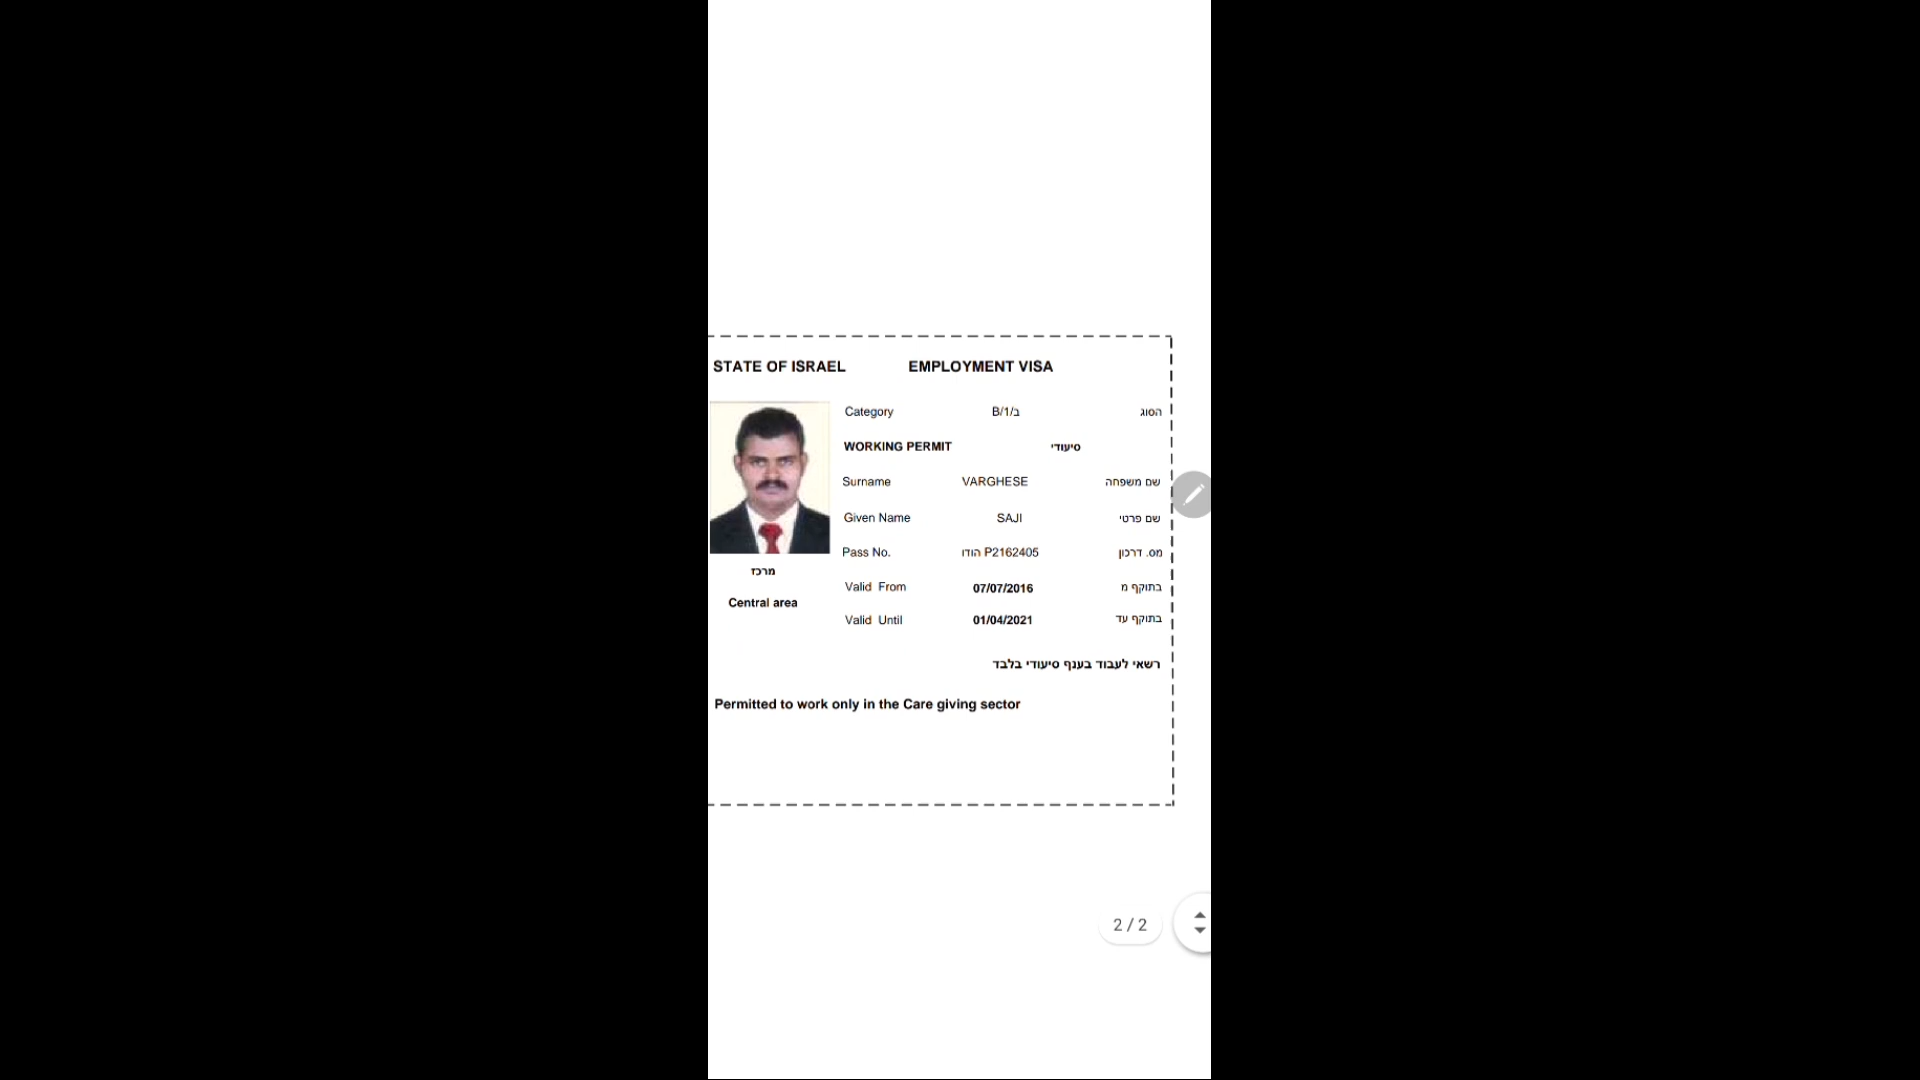 STATE OF ISRAEL EMPLOYMENT VISA
Category B/1/ב הסוג
WORKING PERMIT סיעודי
Surname VARGHESE שם משפחה
Given Name SAJI שם פרטי
Pass No. הודו P2162405 מס. דרכון
מרכז
Valid From 07/07/2016 בתוקף מ
Central area
Valid Until 01/04/2021 בתוקף עד
רשאי לעבוד בענף סיעודי בלבד
Permitted to work only in the Care giving sector
2 / 2